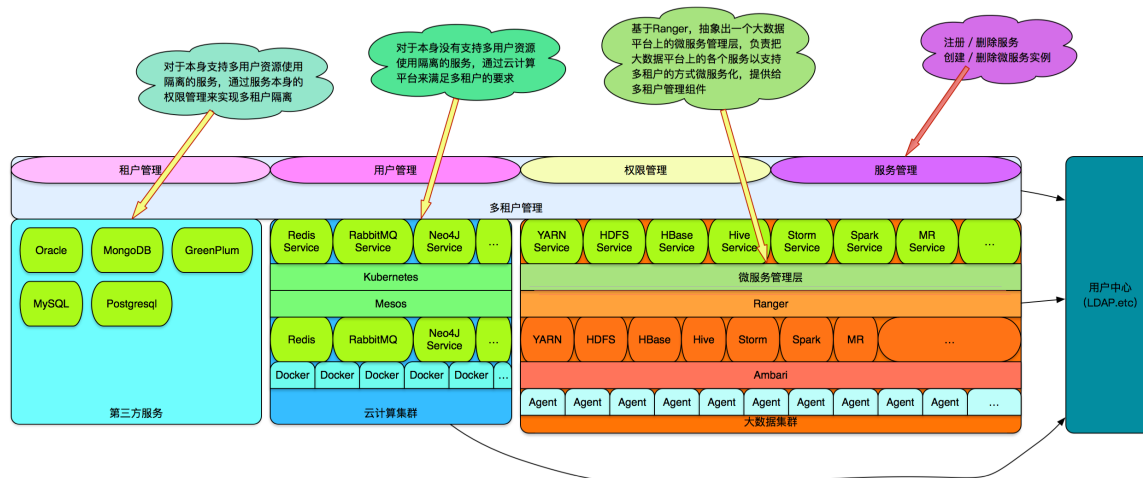 对于本身支持多用户资源使用
隔离的服务，通过服务本身的
权限管理来实现多租户隔离
对于本身没有支持多用户资源
使用隔离的服务，通过云计算
平台来满足多租户的要求
基于Ranger，抽象出一个大数据
平台上的微服务管理层，负责把
大数据平台上的各个服务以支持
多租户的方式微服务化，提供给
多租户管理组件
注册 / 删除服务
创建 / 删除微服务实例
租户管理
用户管理
权限管理
服务管理
多租户管理
Oracle
MongoDB
GreenPlum
MySQL
Postgresql
第三方服务
Redis
Service
RabbitMQ
Service
Neo4J
Service
...
Kubernetes
Mesos
Redis
RabbitMQ
Neo4J
Service
...
Docker
Docker
Docker
Docker
Docker
...
云计算集群
YARN
Service
HDFS
Service
HBase
Service
Hive
Service
Storm
Service
Spark
Service
MR
Service
...
微服务管理层
Ranger
YARN
HDFS
HBase
Hive
Storm
Spark
MR
...
Ambari
Agent
Agent
Agent
Agent
Agent
Agent
Agent
Agent
Agent
Agent
...
大数据集群
用户中心
（LDAP.etc）